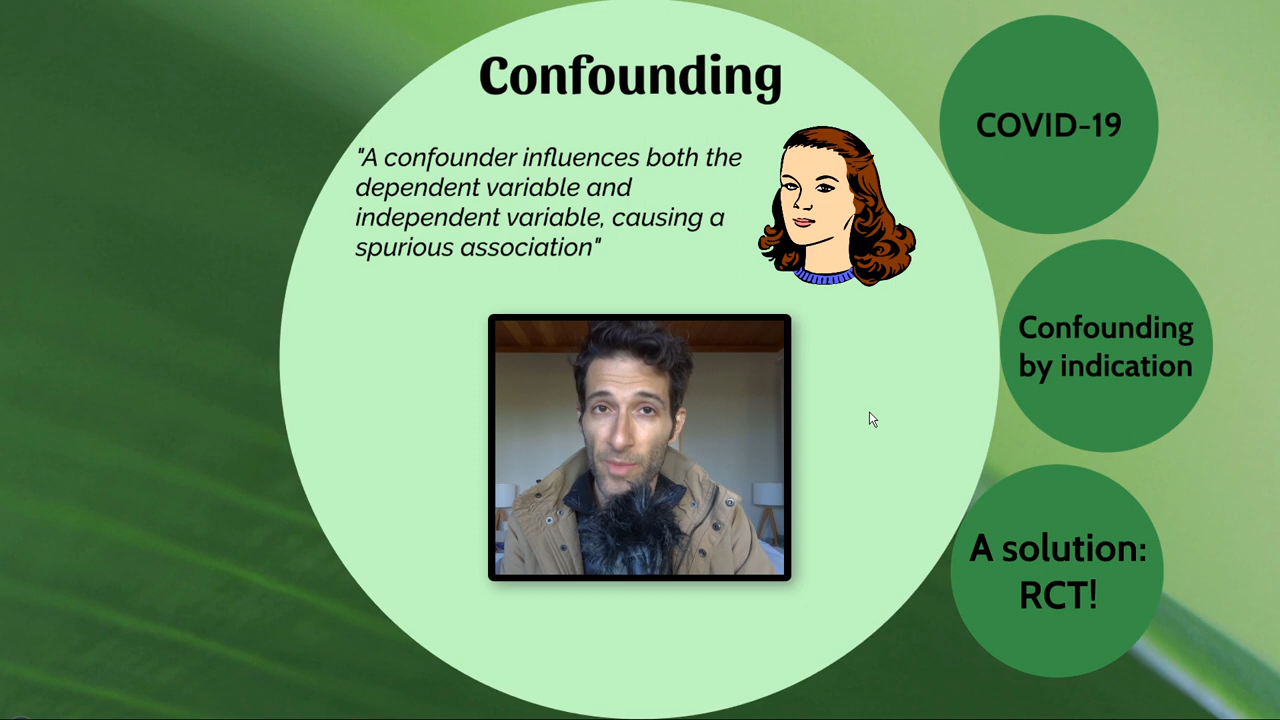 Confounding
"A confounder influences both the
dependent variable and
independent variable, causing a
spurious association"
COVID-19
Confounding
by indication
A solution:
RCT!